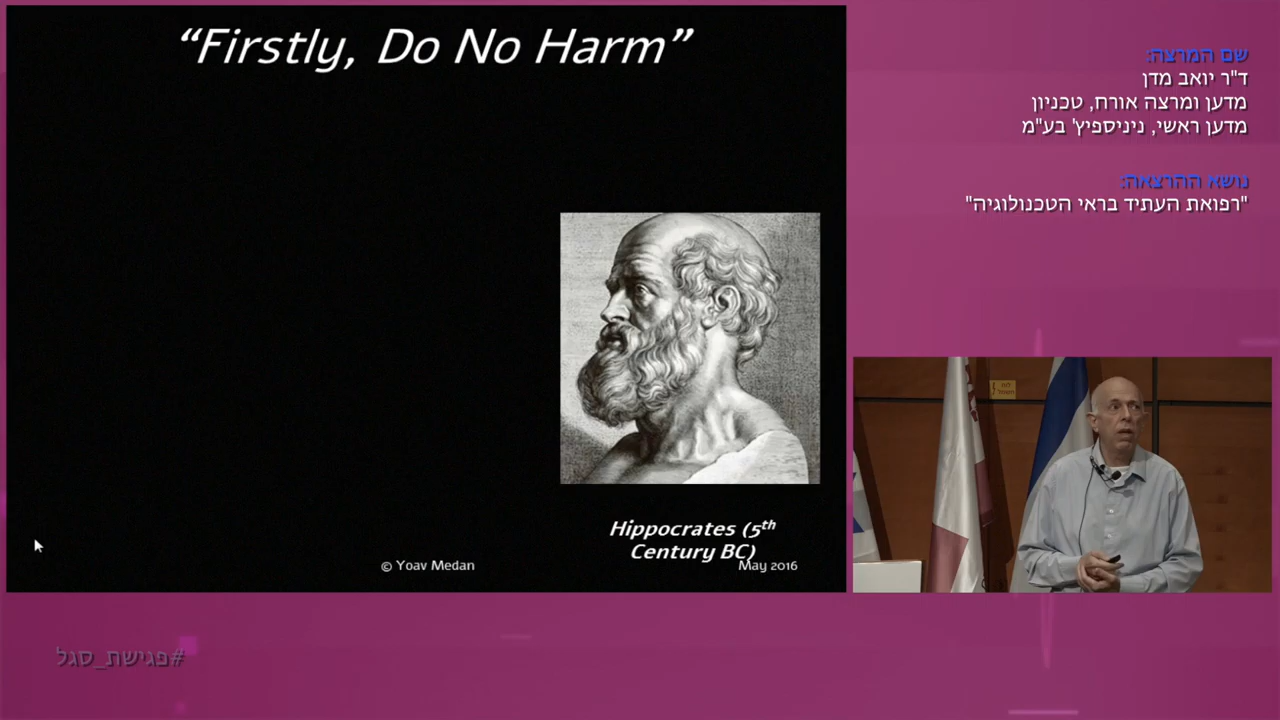 “Firstly, Do No Harm”
Hippocrates (5th
Century BC)
© Yoav Medan
May 2016
שם המרצה:
ד"ר יואב מדן
מדען ומרצה אורח, טכניון
מדען ראשי, ניניספיץ' בע"מ
נושא ההרצאה:
"רפואת העתיד בראי הטכנולוגיה"
#פגישת_סגל